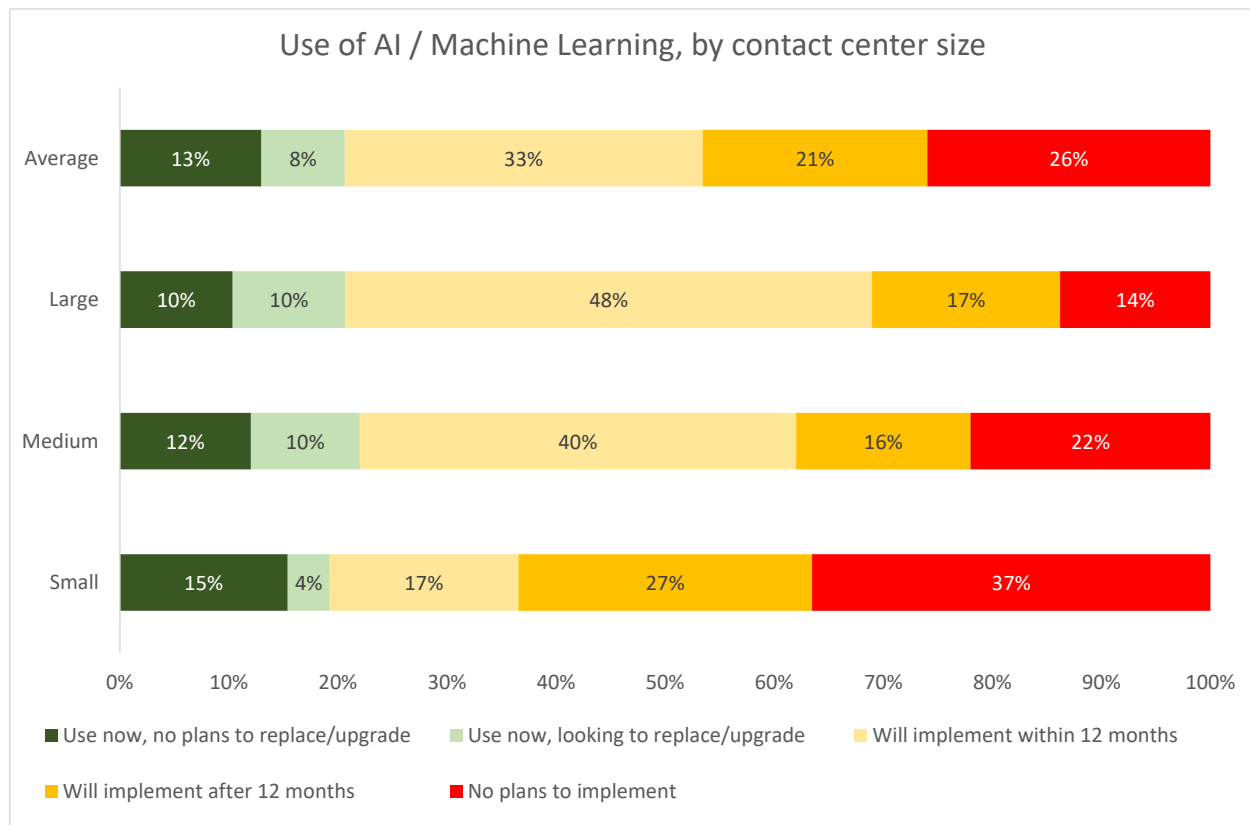 Use of AI / Machine Learning, by contact center size
Average 13% 8% 33% 21% 26%
Large 10% 10% 48% 17% 14%
Medium 12% 10% 40% 16% 22%
Small 15% 4% 17% 27% 37%
0% 10% 20% 30% 40% 50% 60% 70% 80% 90% 100%
Use now, no plans to replace/upgrade Use now, looking to replace/upgrade Will implement within 12 months
Will implement after 12 months No plans to implement